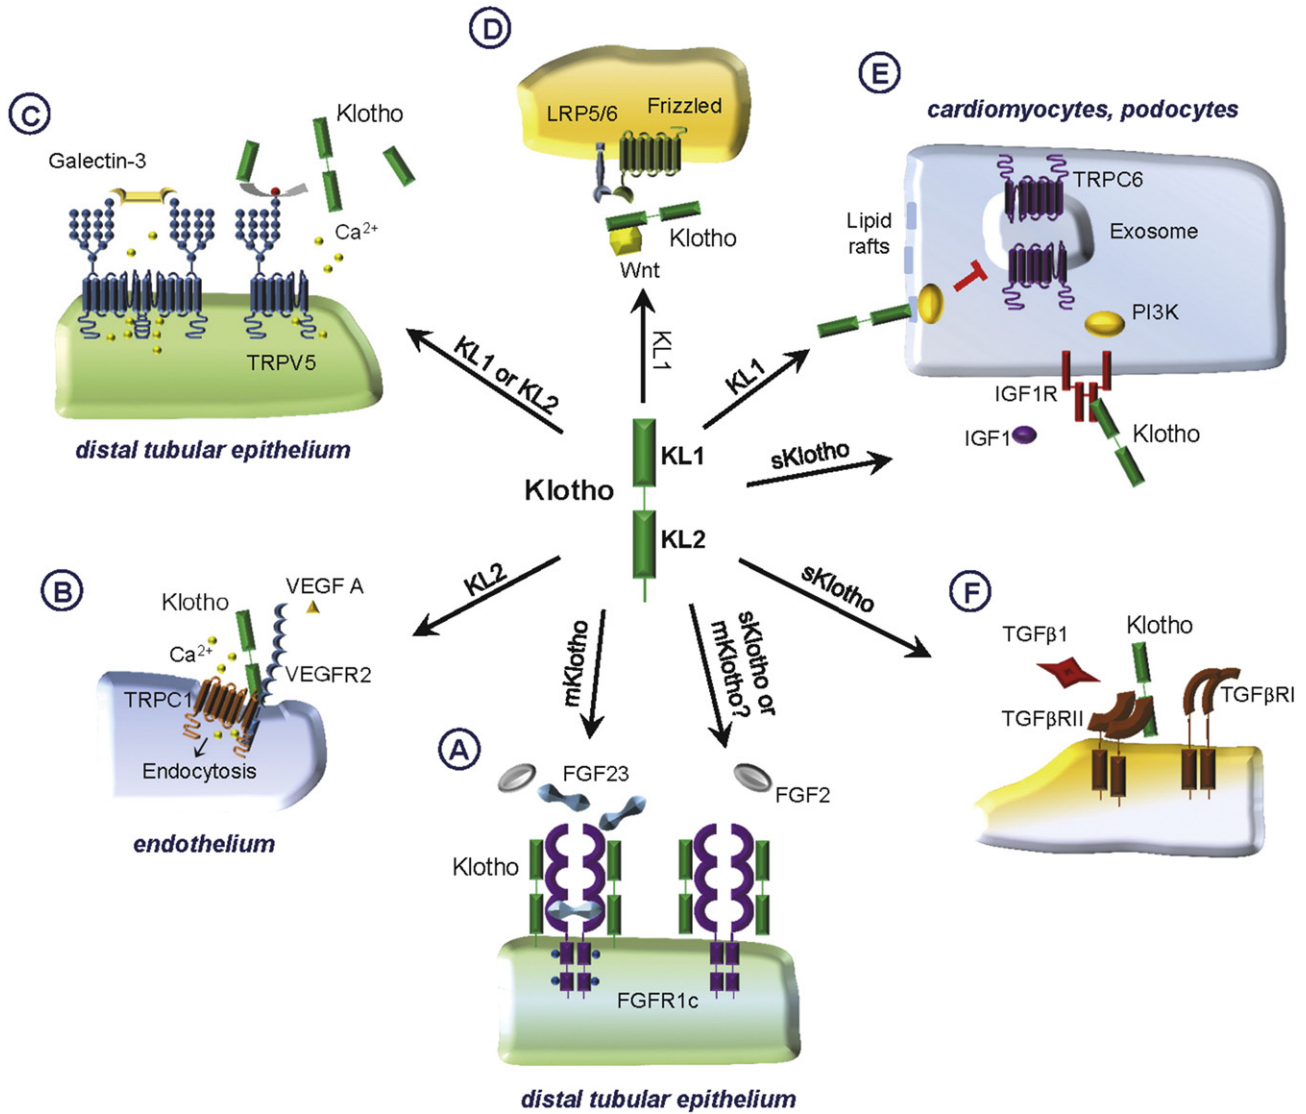 D
LRP5/6
Frizzled
Klotho
Wnt
C
Klotho
Galectin-3
Ca²⁺
TRPV5
distal tubular epithelium
E
cardiomyocytes, podocytes
TRPC6
Lipid
rafts
Exosome
PI3K
IGF1R
IGF1
Klotho
KL1 or KL2
KL1
KL1
sKlotho
KL1
Klotho
KL2
KL2
mKlotho
sKlotho or
mKlotho?
sKlotho
B
VEGF A
Klotho
Ca²⁺
VEGFR2
TRPC1
Endocytosis
endothelium
F
TGFβ1
Klotho
TGFβRII
TGFβRI
A
FGF23
FGF2
Klotho
FGFR1c
distal tubular epithelium